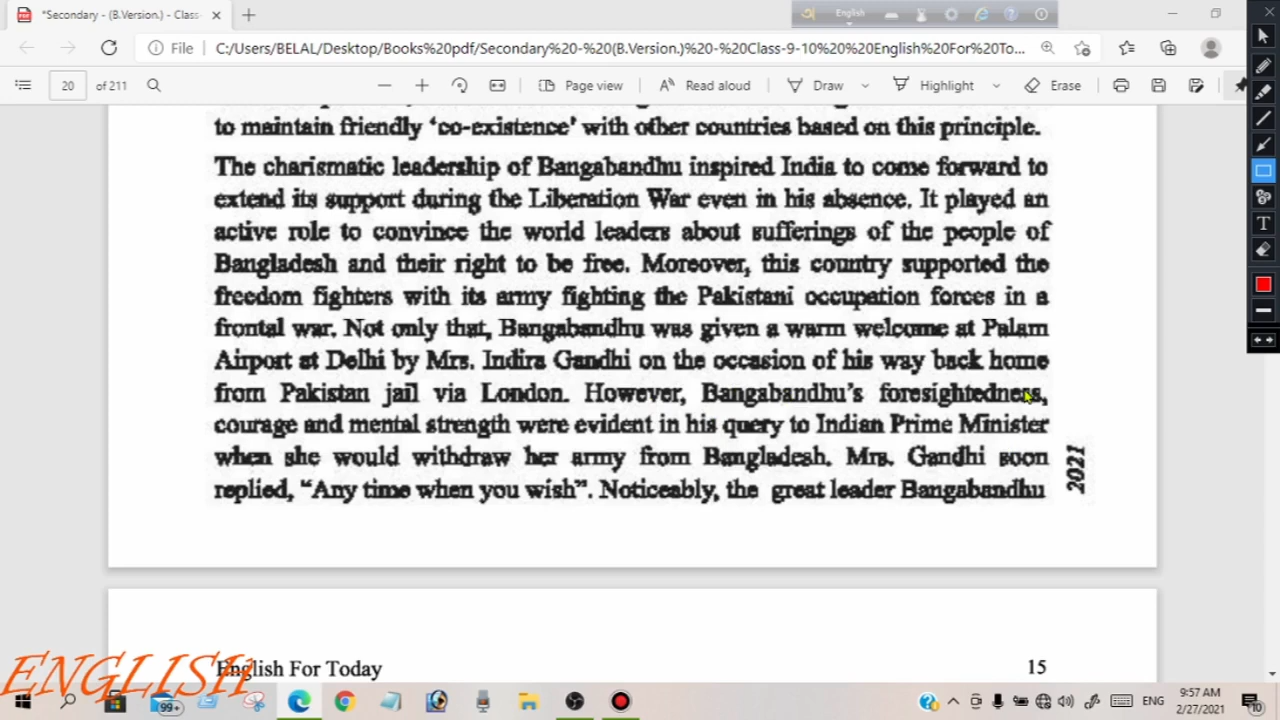 *Secondary - (B.Version.) - Class-
English
File
C:/Users/BELAL/Desktop/Books%20pdf/Secondary%20-%20(B.Version.)%20-%20Class-9-10%20%20English%20For%20To...
20 of 211
Page view
Read aloud
Draw
Highlight
Erase
to maintain friendly ‘co-existence’ with other countries based on this principle.
The charismatic leadership of Bangabandhu inspired India to come forward to
extend its support during the Liberation War even in his absence. It played an
active role to convince the world leaders about sufferings of the people of
Bangladesh and their right to be free. Moreover, this country supported the
freedom fighters with its army fighting the Pakistani occupation forces in a
frontal war. Not only that, Bangabandhu was given a warm welcome at Palam
Airport at Delhi by Mrs. Indira Gandhi on the occasion of his way back home
from Pakistan jail via London. However, Bangabandhu’s foresightedness,
courage and mental strength were evident in his query to Indian Prime Minister
when she would withdraw her army from Bangladesh. Mrs. Gandhi soon
replied, “Any time when you wish”. Noticeably, the great leader Bangabandhu
2021
English For Today
15
ENGLISH
99+
ENG
9:57 AM
2/27/2021
10
T